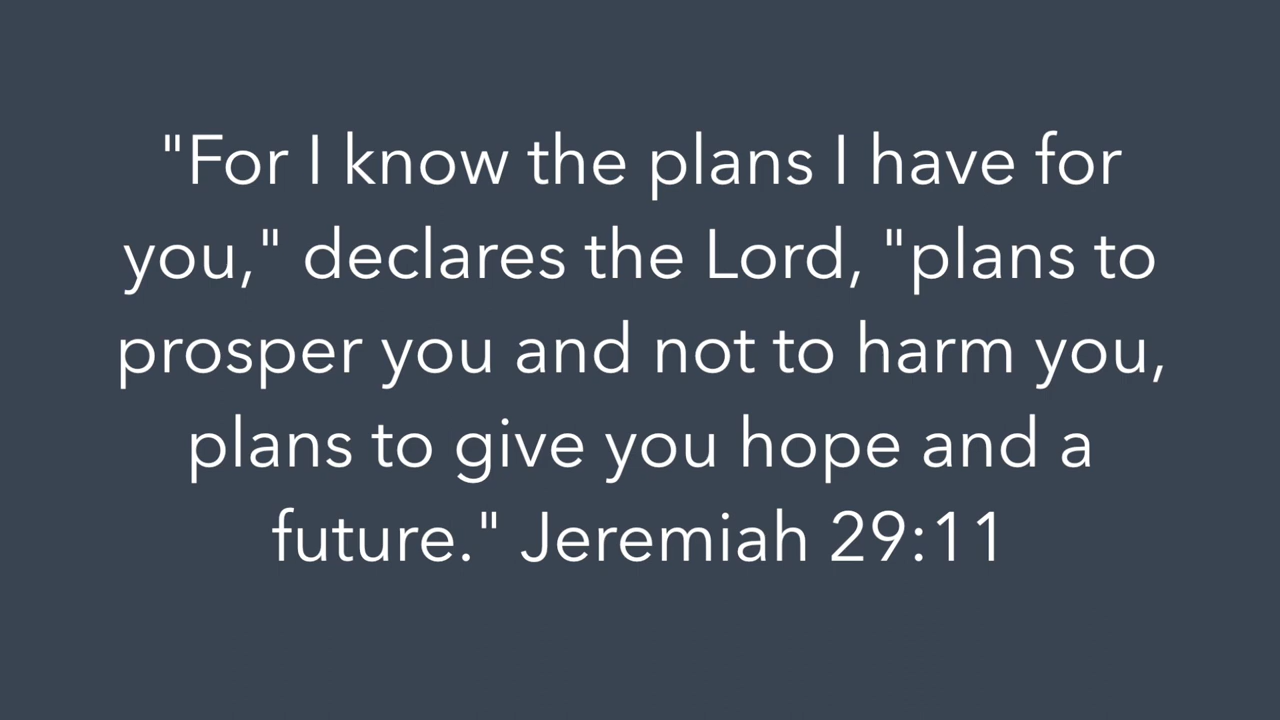 "For I know the plans I have for
you," declares the Lord, "plans to
prosper you and not to harm you,
plans to give you hope and a
future." Jeremiah 29:11